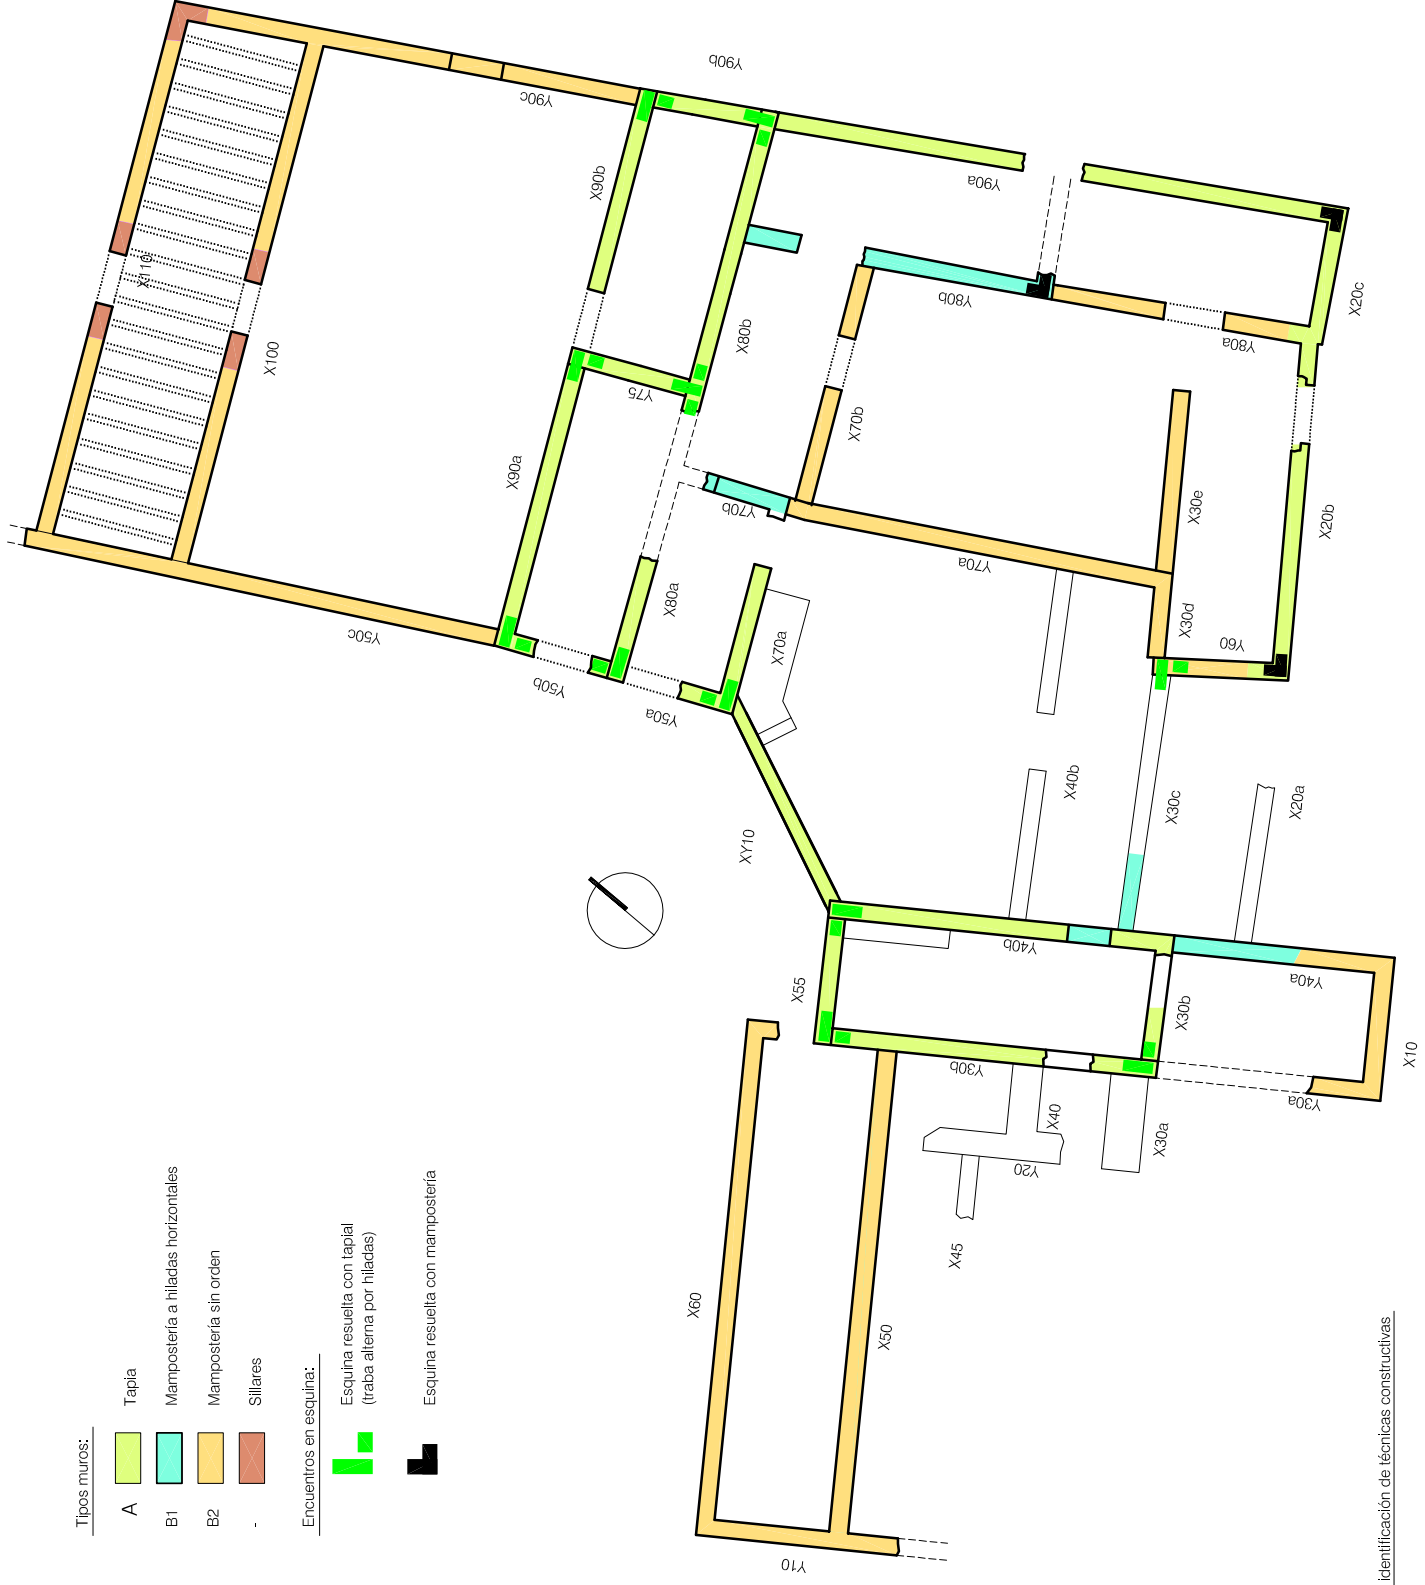 Tipos muros:
A Tapia
B1 Mampostería a hiladas horizontales
B2 Mampostería sin orden
- Sillares
Encuentros en esquina:
Esquina resuelta con tapial
(traba alterna por hiladas)
Esquina resuelta con mampostería
identificación de técnicas constructivas
X110
X100
Y90c
Y90b
X90b
Y90a
X90a
Y75
X80b
Y80b
Y80a
X20c
X70b
Y70b
Y70a
X30e
X20b
Y50c
Y50b
Y50a
X80a
X70a
X30d
Y60
XY10
X40b
X30c
X20a
X55
Y40b
X30b
Y40a
X10
Y30b
Y30a
X40
X30a
Y20
X45
X60
X50
Y10